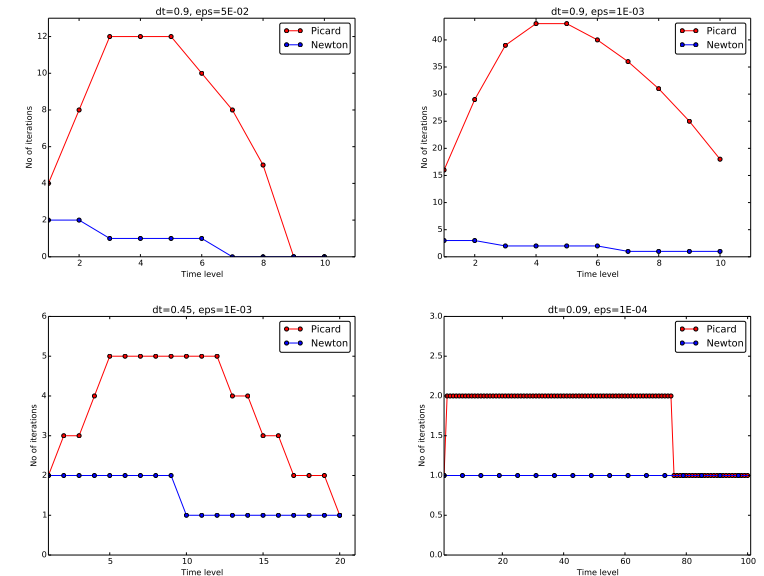 dt=0.9, eps=5E-02
Picard
Newton
12
10
8
6
4
2
0
2 4 6 8 10
No of iterations
Time level
dt=0.9, eps=1E-03
Picard
Newton
40
35
30
25
20
15
10
5
0
2 4 6 8 10
No of iterations
Time level
dt=0.45, eps=1E-03
Picard
Newton
6
5
4
3
2
1
0
5 10 15 20
No of iterations
Time level
dt=0.09, eps=1E-04
Picard
Newton
3.0
2.5
2.0
1.5
1.0
0.5
0.0
20 40 60 80 100
No of iterations
Time level